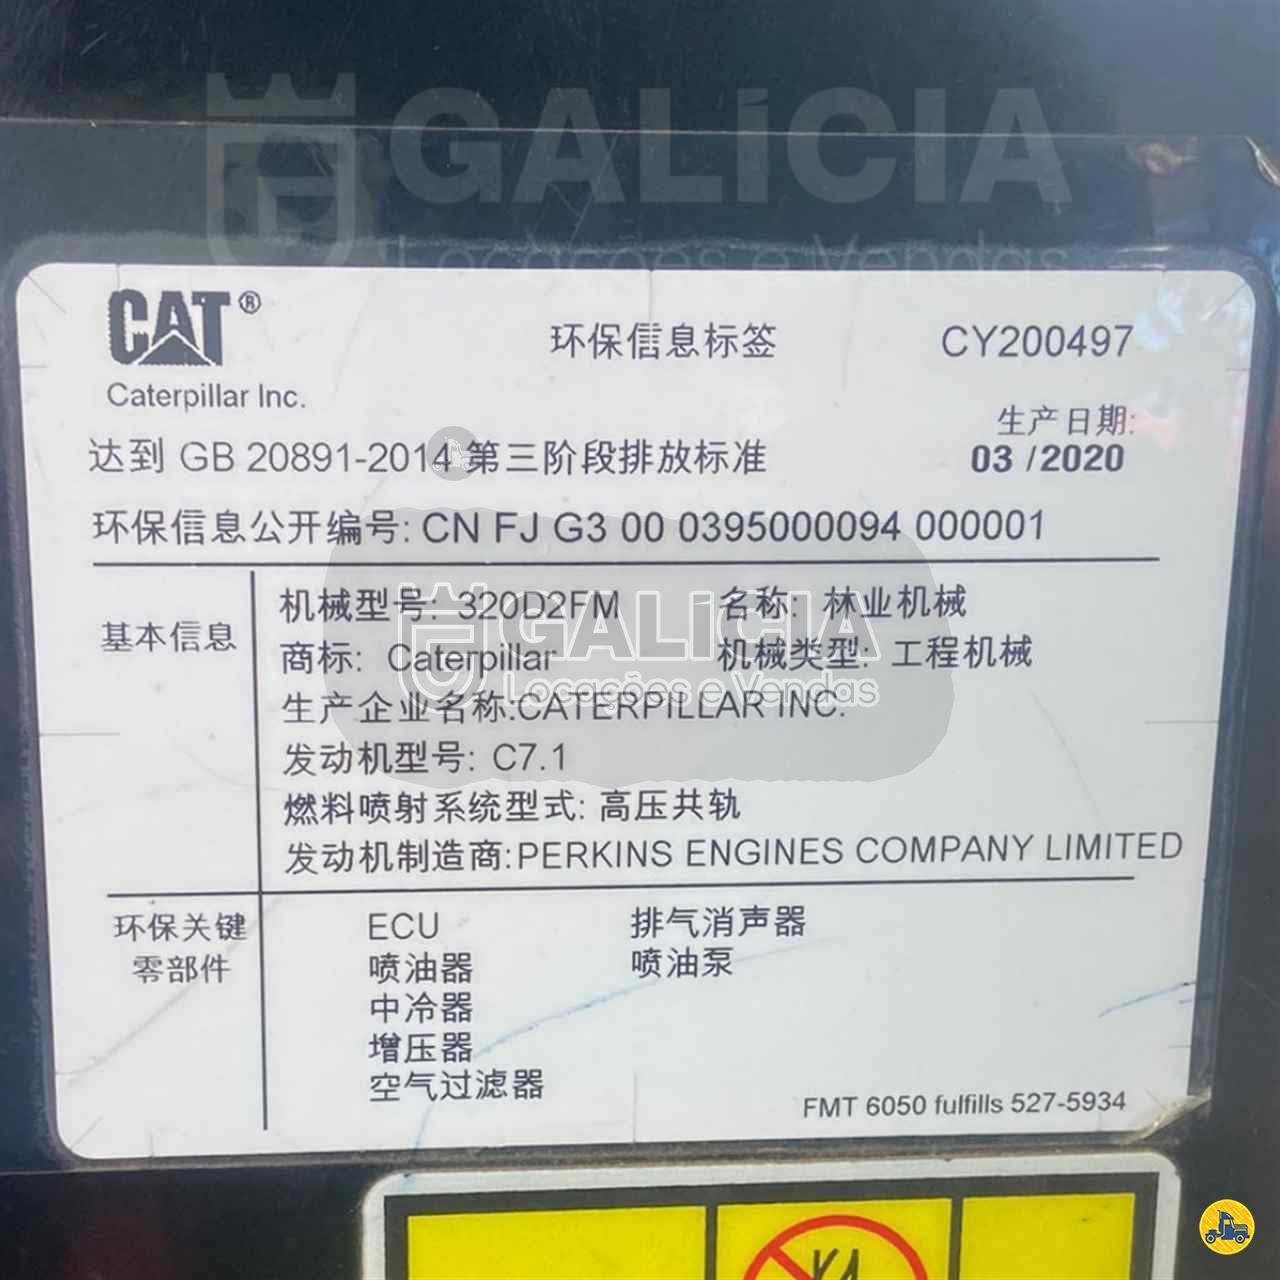 GALiCIA
Locações e Vendas
CAT®
Caterpillar Inc.
环保信息标签
CY200497
生产日期:
03 /2020
达到 GB 20891-2014 第三阶段排放标准
环保信息公开编号: CN FJ G3 00 0395000094 000001
基本信息
机械型号: 320D2FM 名称: 林业机械
商标: Caterpillar 机械类型: 工程机械
生产企业名称:CATERPILLAR INC.
发动机型号: C7.1
燃料喷射系统型式: 高压共轨
发动机制造商:PERKINS ENGINES COMPANY LIMITED
GALiCIA
Locações e Vendas
环保关键
零部件
ECU 排气消声器
喷油器 喷油泵
中冷器
增压器
空气过滤器
FMT 6050 fulfills 527-5934